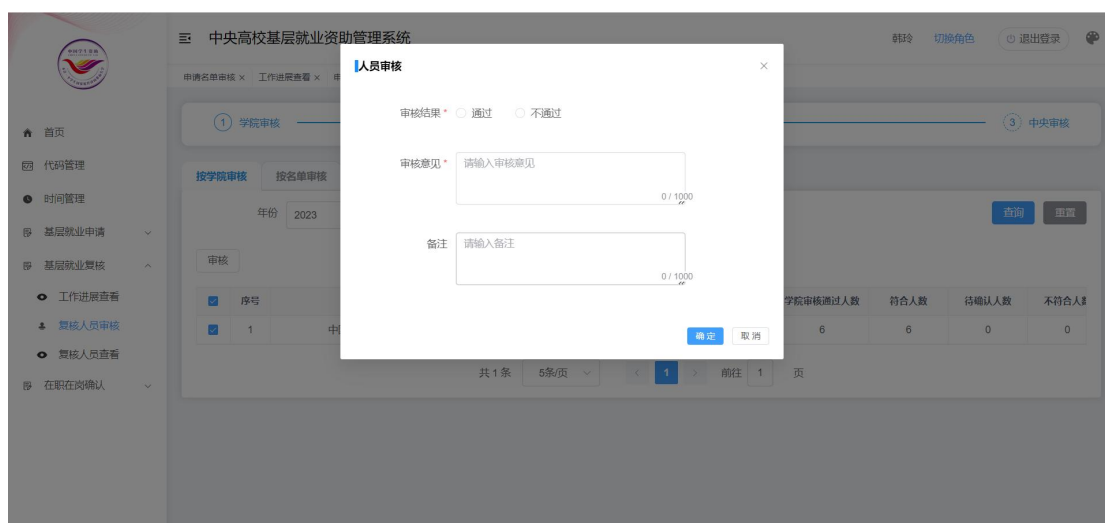 中央高校基层就业资助管理系统
韩玲 切换角色 退出登录
申请名单审核 × 工作进展查看 ×
人员审核 ×
1 学院审核
3 中央审核
首页
代码管理
时间管理
基层就业申请
基层就业复核
工作进展查看
复核人员审核
复核人员查看
在职在岗确认
按学院审核 按名单审核
年份 2023
查询 重置
审核
审核结果 * 通过 不通过
审核意见 * 请输入审核意见
0 / 1000
备注 请输入备注
0 / 1000
确定 取消
序号 学院审核通过人数 符合人数 待确认人数 不符合人
1 中 6 6 0 0
共 1 条 5条/页 < 1 > 前往 1 页